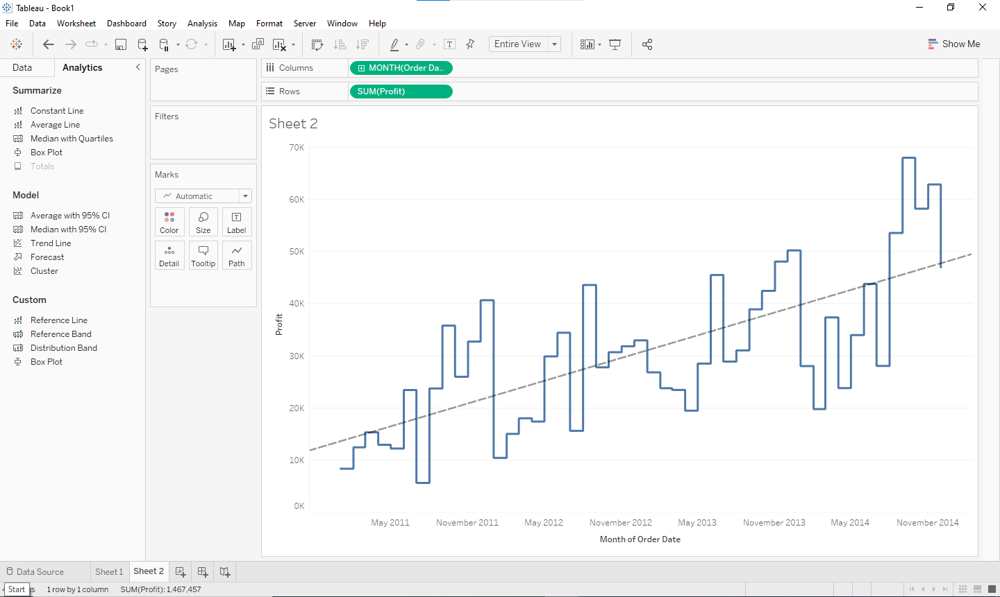 Tableau - Book1
File Data Worksheet Dashboard Story Analysis Map Format Server Window Help
Entire View
Show Me
Data Analytics
Summarize
Constant Line
Average Line
Median with Quartiles
Box Plot
Totals
Model
Average with 95% CI
Median with 95% CI
Trend Line
Forecast
Cluster
Custom
Reference Line
Reference Band
Distribution Band
Box Plot
Pages
Filters
Marks
Automatic
Color Size Label
Detail Tooltip Path
Columns MONTH(Order Da..
Rows SUM(Profit)
Sheet 2
70K
60K
50K
40K
30K
20K
10K
0K
Profit
May 2011 November 2011 May 2012 November 2012 May 2013 November 2013 May 2014 November 2014
Month of Order Date
Data Source Sheet 1 Sheet 2
Start 1 row by 1 column SUM(Profit): 1,467,457